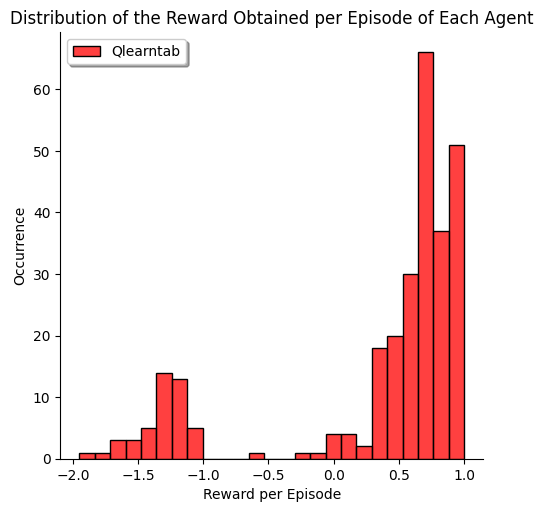 Distribution of the Reward Obtained per Episode of Each Agent
Qlearntab
60
50
40
30
20
10
0
Occurrence
−2.0 −1.5 −1.0 −0.5 0.0 0.5 1.0
Reward per Episode